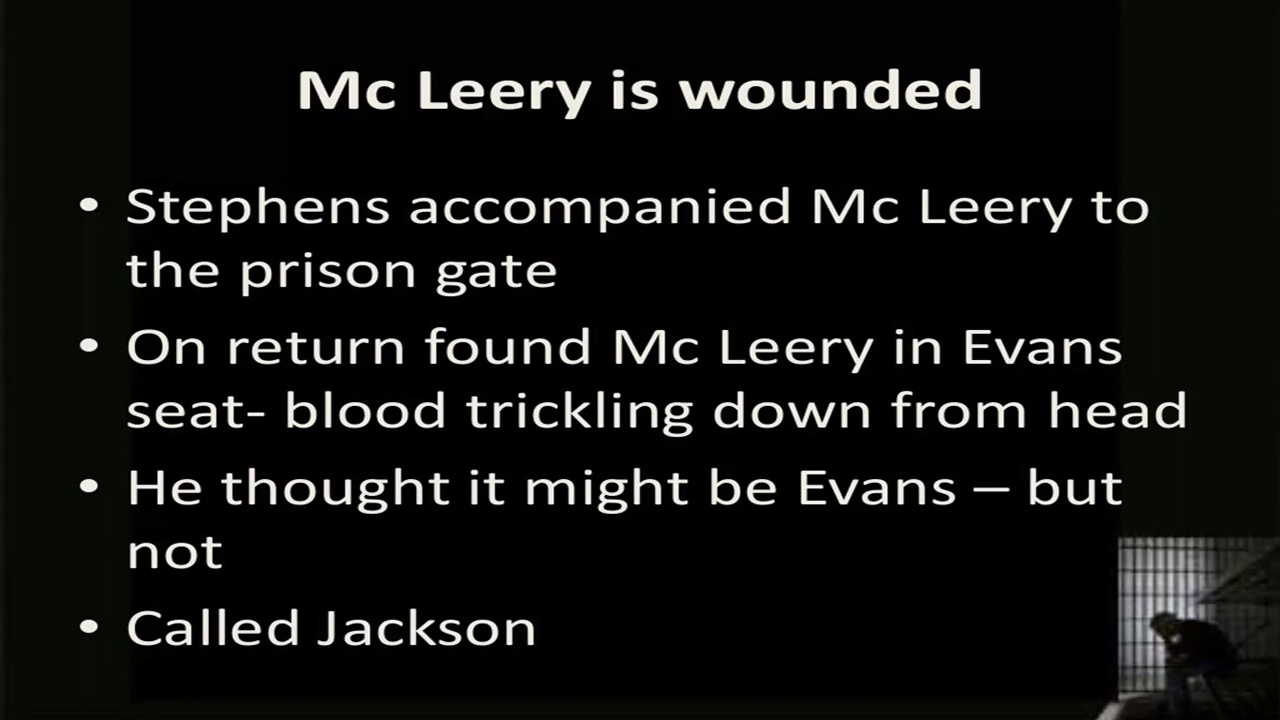 Mc Leery is wounded
• Stephens accompanied Mc Leery to
the prison gate
• On return found Mc Leery in Evans
seat- blood trickling down from head
• He thought it might be Evans – but
not
• Called Jackson